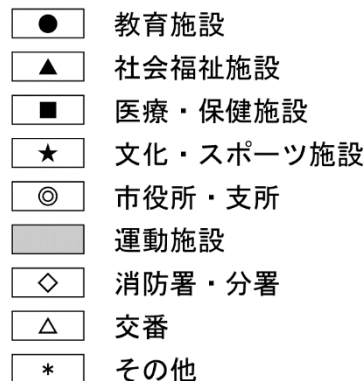 教育施設
社会福祉施設
医療・保健施設
文化・スポーツ施設
市役所・支所
運動施設
消防署・分署
交番
その他